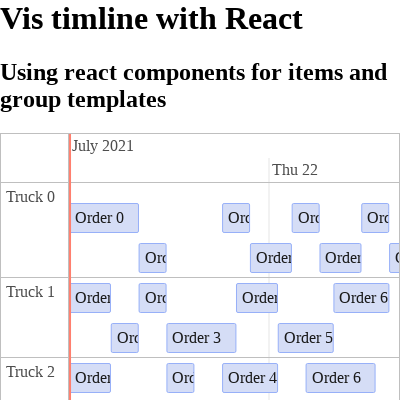 Vis timline with React
Using react components for items and
group templates
July 2021
Thu 22
Truck 0
Order 0
Orc
Orc
Orc
Orc
Order
Order
Truck 1
Order
Orc
Order
Order 6
Orc
Order 3
Order 5
Truck 2
Order
Orc
Order 4
Order 6